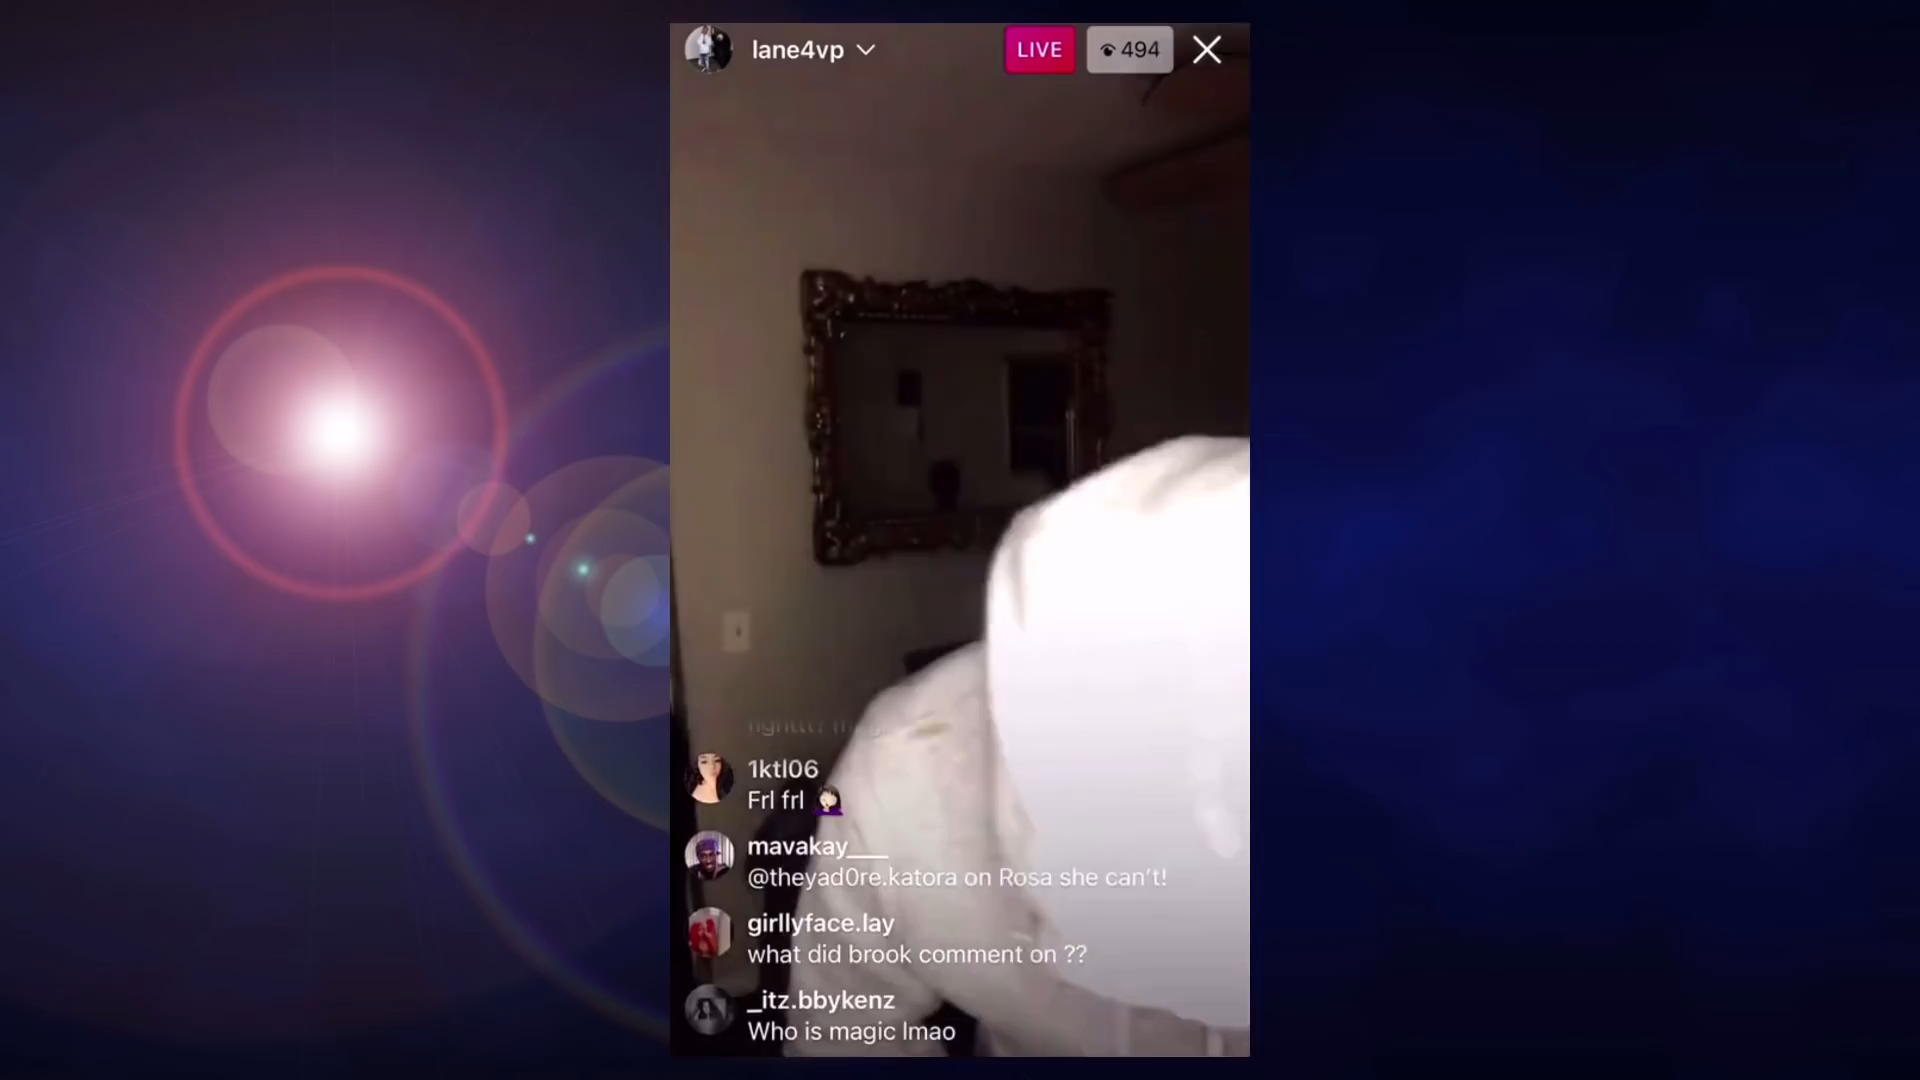 lane4vp
LIVE
494
1ktl06
Frl frl
mavakay___
@theyad0re.katora on Rosa she can't!
girllyface.lay
what did brook comment on ??
_itz.bbykenz
Who is magic lmao